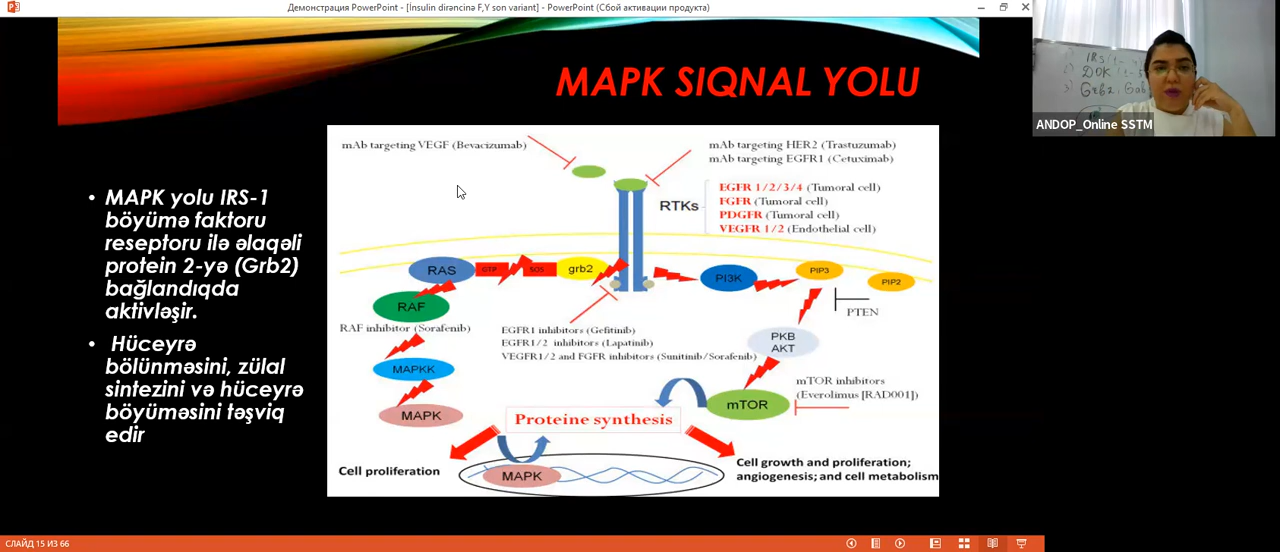 Демонстрация PowerPoint - [İnsulin dirəncinə F,Y son variant] - PowerPoint (Сбой активации продукта)
MAPK SIQNAL YOLU
• MAPK yolu IRS-1
böyümə faktoru
reseptoru ilə əlaqəli
protein 2-yə (Grb2)
bağlandıqda
aktivləşir.
• Hüceyrə
bölünməsini, zülal
sintezini və hüceyrə
böyüməsini təşviq
edir
mAb targeting VEGF (Bevacizumab)
mAb targeting HER2 (Trastuzumab)
mAb targeting EGFR1 (Cetuximab)
RTKs
EGFR 1/2/3/4 (Tumoral cell)
FGFR (Tumoral cell)
PDGFR (Tumoral cell)
VEGFR 1/2 (Endothelial cell)
RAS
GTP
SOS
grb2
PI3K
PIP3
PIP2
RAF
PTEN
RAF inhibitor (Sorafenib)
EGFR1 inhibitors (Gefitinib)
EGFR1/2 inhibitors (Lapatinib)
VEGFR1/2 and FGFR inhibitors (Sunitinib/Sorafenib)
PKB
AKT
MAPKK
mTOR inhibitors
(Everolimus [RAD001])
mTOR
MAPK
Proteine synthesis
Cell proliferation
MAPK
Cell growth and proliferation;
angiogenesis; and cell metabolism
IRS
DOK
Grb2, Gab
ANDOP_Online SSTM
СЛАЙД 15 ИЗ 66